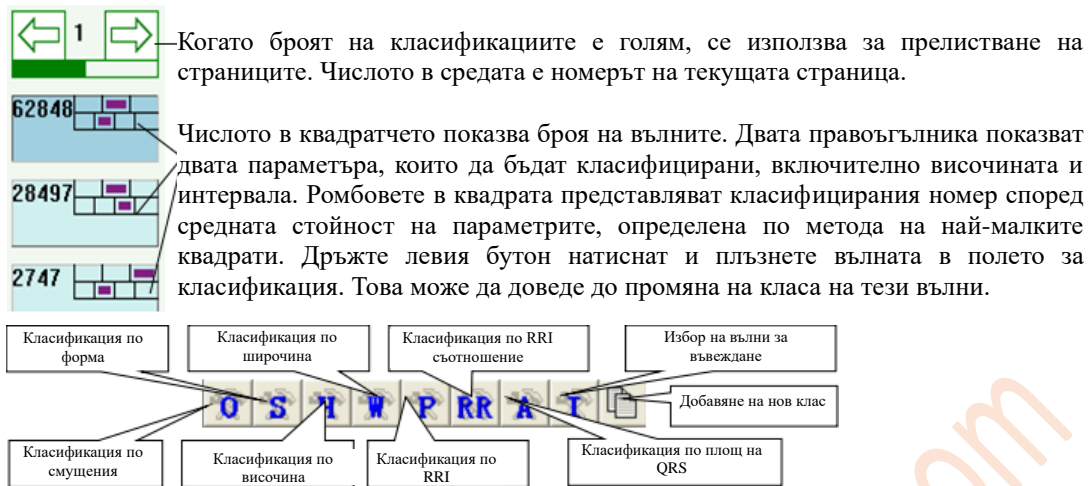 1
Когато броят на класификациите е голям, се използва за прелистване на
страниците. Числото в средата е номерът на текущата страница.
62848
28497
2747
Числото в квадратчето показва броя на вълните. Двата правоъгълника показват
двата параметъра, които да бъдат класифицирани, включително височината и
интервала. Ромбовете в квадрата представляват класифицирания номер според
средната стойност на параметрите, определена по метода на най-малките
квадрати. Дръжте левия бутон натиснат и плъзнете вълната в полето за
класификация. Това може да доведе до промяна на класа на тези вълни.
Класификация по
форма
Класификация по
широчина
Класификация по RRI
съотношение
Избор на вълни за
въвеждане
O S H W P RR A T
Добавяне на нов клас
Класификация по
смущения
Класификация по
височина
Класификация по
RRI
Класификация по площ на
QRS
om